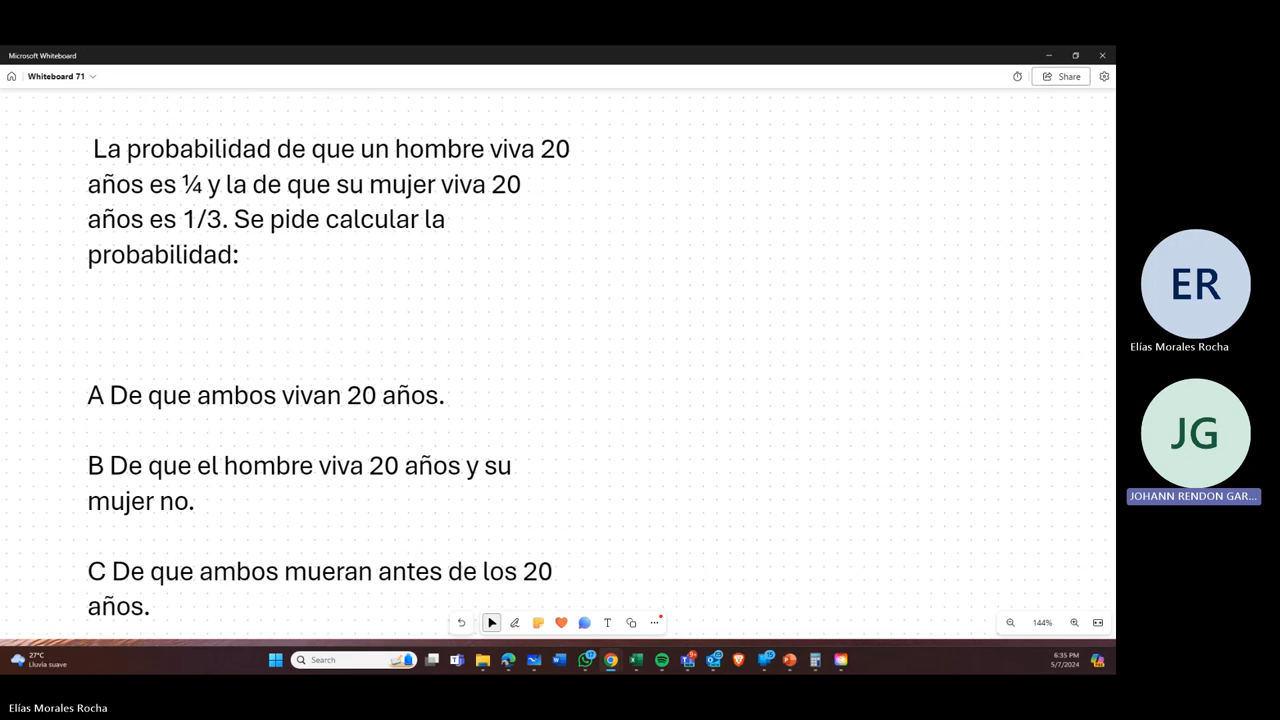 Microsoft Whiteboard
Whiteboard 71
Share
La probabilidad de que un hombre viva 20
años es ¼ y la de que su mujer viva 20
años es 1/3. Se pide calcular la
probabilidad:
A De que ambos vivan 20 años.
B De que el hombre viva 20 años y su
mujer no.
C De que ambos mueran antes de los 20
años.
144%
ER
Elías Morales Rocha
JG
JOHANN RENDON GAR...
27°C
Lluvia suave
Search
6:35 PM
5/7/2024
Elías Morales Rocha